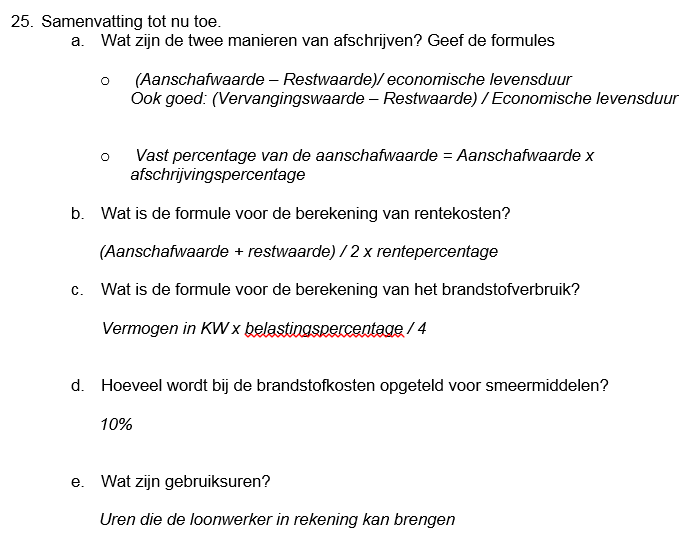 25. Samenvatting tot nu toe.
a. Wat zijn de twee manieren van afschrijven? Geef de formules
o (Aanschafwaarde – Restwaarde)/ economische levensduur
Ook goed: (Vervangingswaarde – Restwaarde) / Economische levensduur
o Vast percentage van de aanschafwaarde = Aanschafwaarde x
afschrijvingspercentage
b. Wat is de formule voor de berekening van rentekosten?
(Aanschafwaarde + restwaarde) / 2 x rentepercentage
c. Wat is de formule voor de berekening van het brandstofverbruik?
Vermogen in KW x belastingspercentage / 4
d. Hoeveel wordt bij de brandstofkosten opgeteld voor smeermiddelen?
10%
e. Wat zijn gebruiksuren?
Uren die de loonwerker in rekening kan brengen